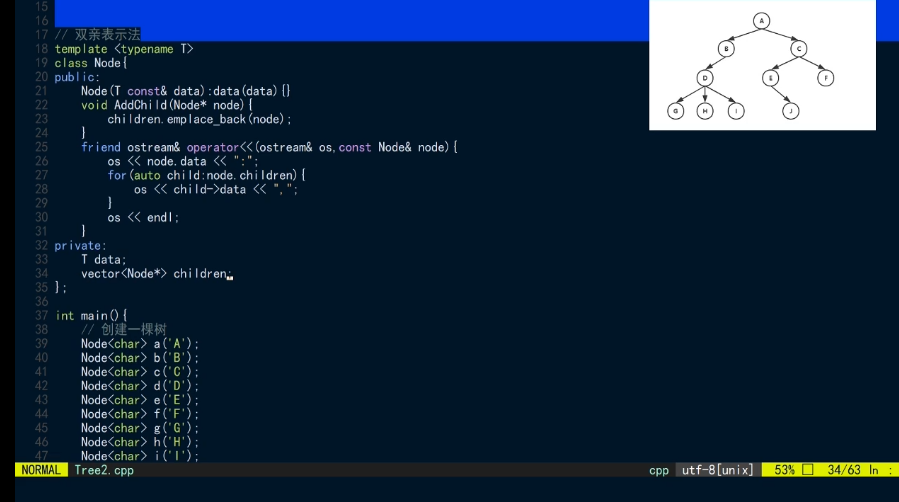 15
16
17 // 双亲表示法
18 template <typename T>
19 class Node{
20 public:
21     Node(T const& data):data(data){}
22     void AddChild(Node* node){
23         children.emplace_back(node);
24     }
25     friend ostream& operator<<(ostream& os,const Node& node){
26         os << node.data << ":";
27         for(auto child:node.children){
28             os << child->data << ",";
29         }
30         os << endl;
31     }
32 private:
33     T data;
34     vector<Node*> children;
35 };
36
37 int main(){
38     // 创建一棵树
39     Node<char> a('A');
40     Node<char> b('B');
41     Node<char> c('C');
42     Node<char> d('D');
43     Node<char> e('E');
44     Node<char> f('F');
45     Node<char> g('G');
46     Node<char> h('H');
47     Node<char> i('I');
NORMAL Tree2.cpp cpp utf-8[unix] 53% 34/63 ln :
A
B C
D E F
G H I J